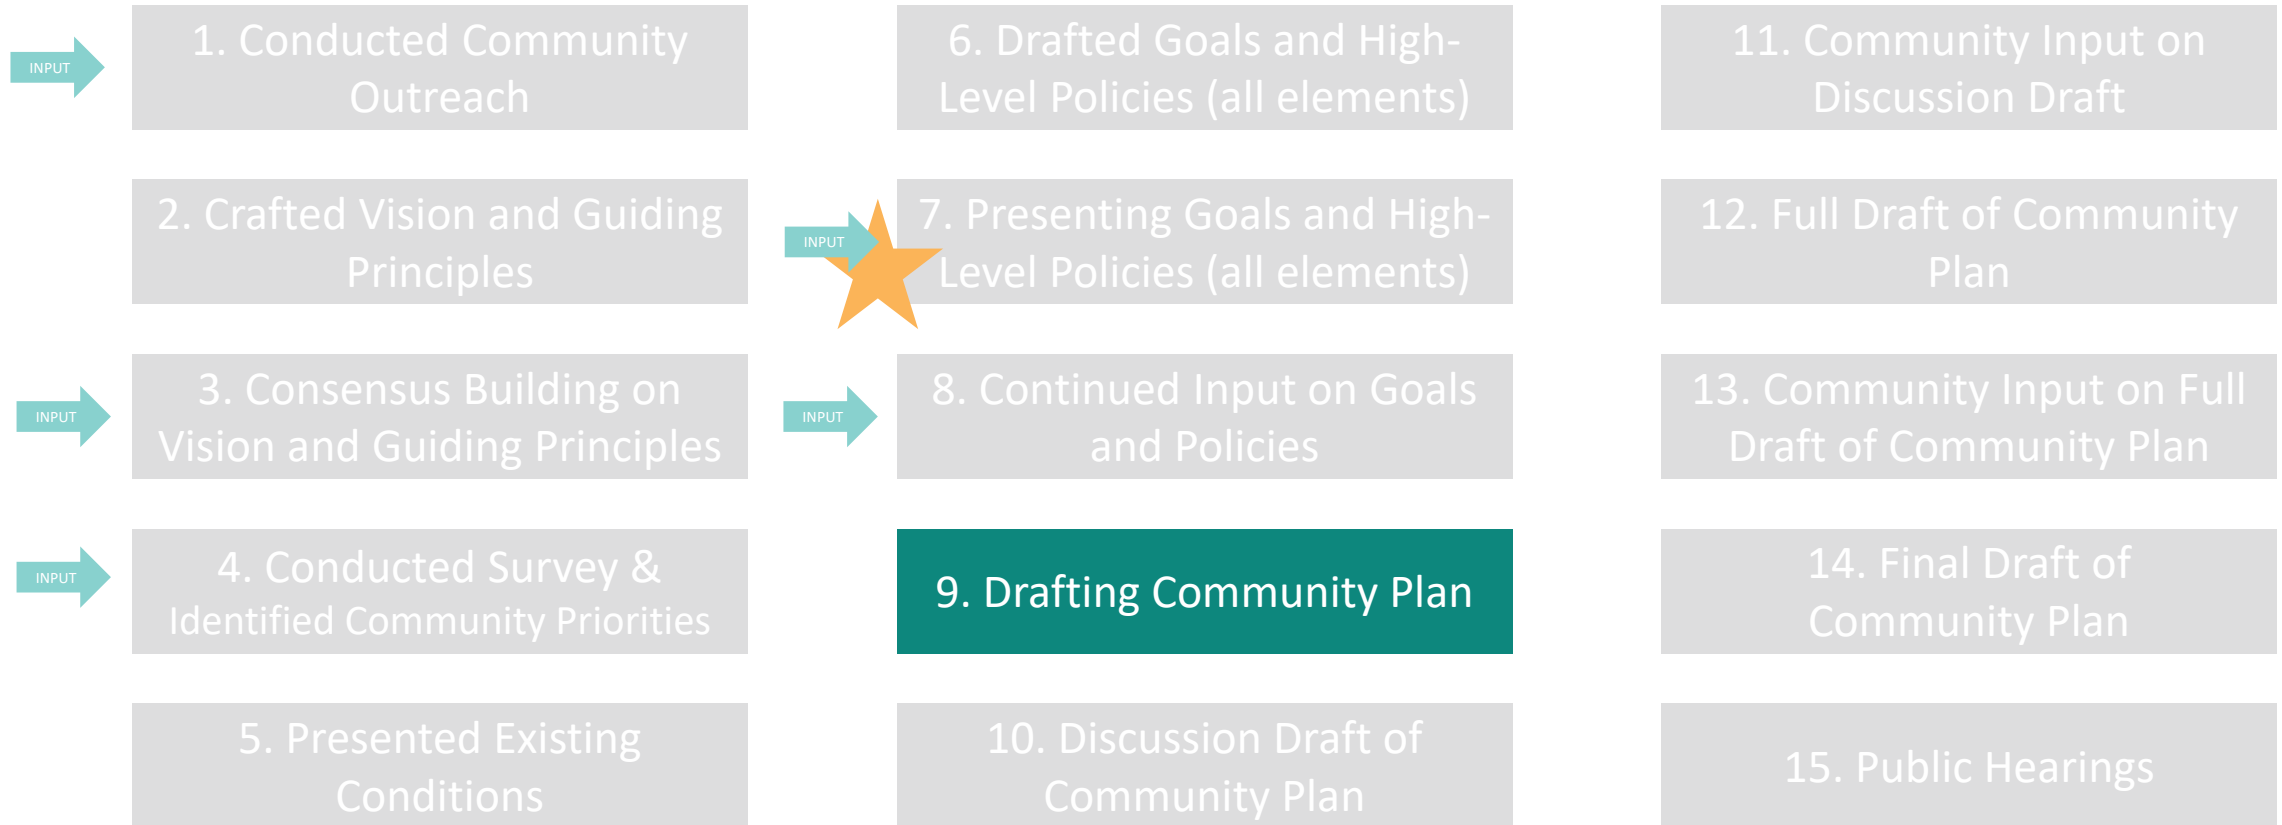 INPUT
1. Conducted Community
Outreach
2. Crafted Vision and Guiding
Principles
INPUT
3. Consensus Building on
Vision and Guiding Principles
INPUT
4. Conducted Survey &
Identified Community Priorities
5. Presented Existing
Conditions
6. Drafted Goals and High-
Level Policies (all elements)
INPUT
7. Presenting Goals and High-
Level Policies (all elements)
INPUT
8. Continued Input on Goals
and Policies
9. Drafting Community Plan
10. Discussion Draft of
Community Plan
11. Community Input on
Discussion Draft
12. Full Draft of Community
Plan
13. Community Input on Full
Draft of Community Plan
14. Final Draft of
Community Plan
15. Public Hearings